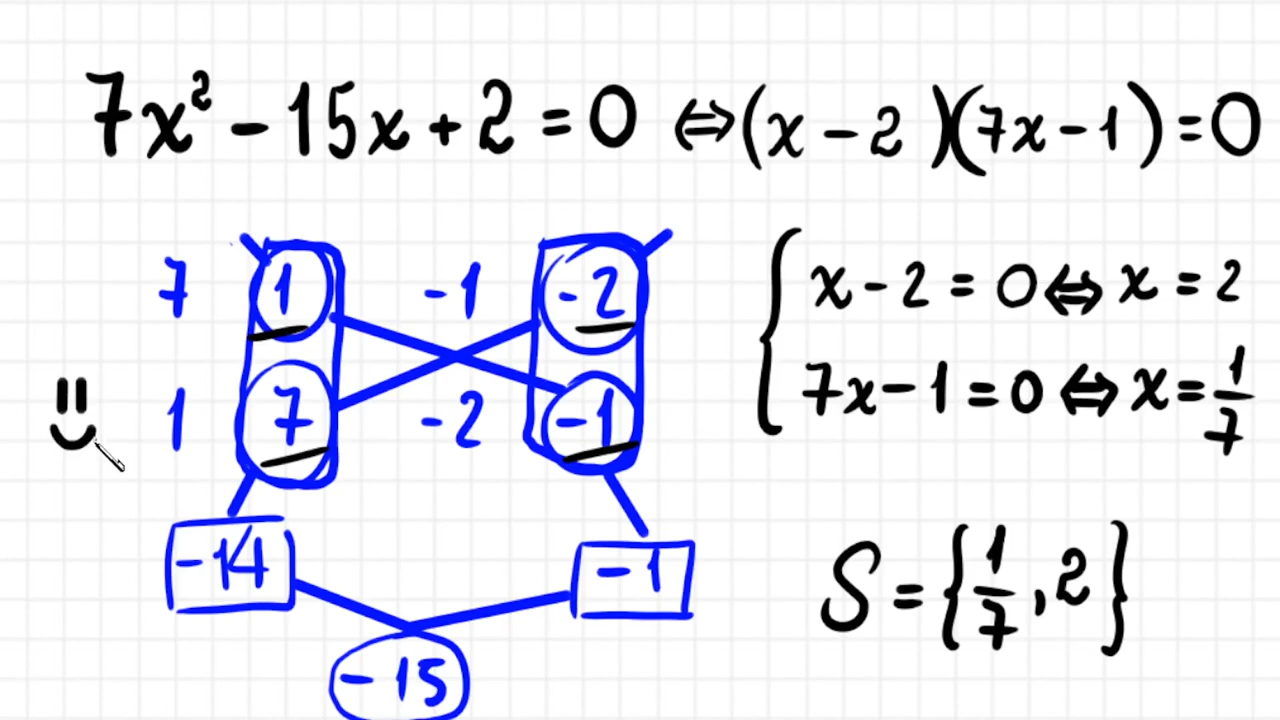 7x² - 15x + 2 = 0 ⇔ (x - 2)(7x - 1) = 0
7 1 -1 -2
1 7 -2 -1
-14 -1
-15
x - 2 = 0 ⇔ x = 2
7x - 1 = 0 ⇔ x = 1/7
S = {1/7, 2}